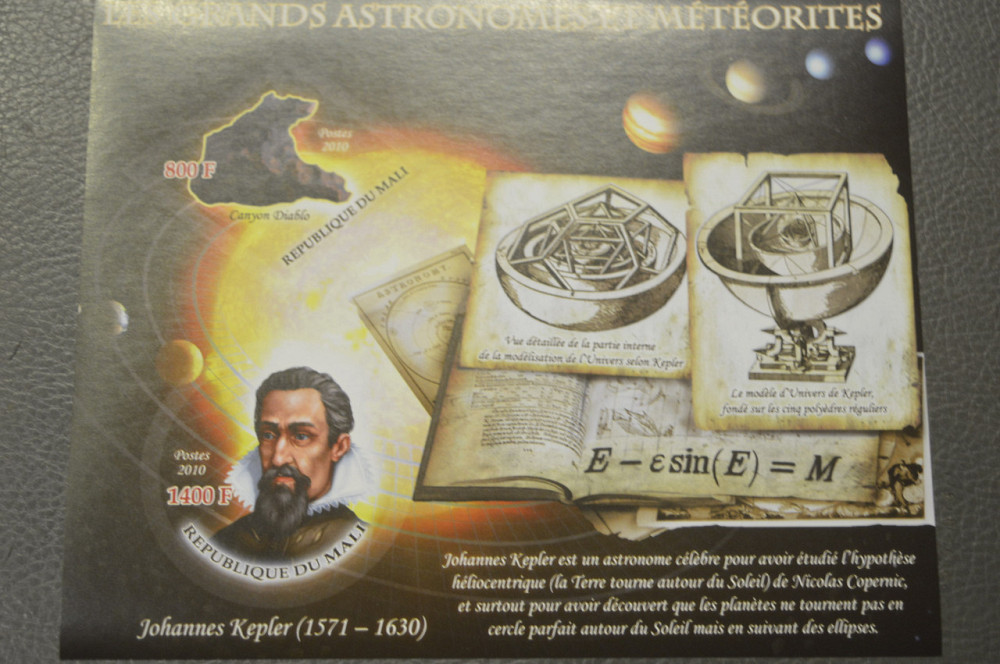 LES GRANDS ASTRONOMES ET MÉTÉORITES
Postes
2010
800 F
Canyon Diablo
REPUBLIQUE DU MALI
ASTRONOMY
Vue détaillée de la partie interne
de la modélisation de l'Univers selon Kepler
Le modèle d'Univers de Kepler,
fondé sur les cinq polyèdres réguliers
E – ε sin(E) = M
Postes
2010
1400 F
REPUBLIQUE DU MALI
Johannes Kepler (1571 – 1630)
Johannes Kepler est un astronome célèbre pour avoir étudié l'hypothèse
héliocentrique (la Terre tourne autour du Soleil) de Nicolas Copernic,
et surtout pour avoir découvert que les planètes ne tournent pas en
cercle parfait autour du Soleil mais en suivant des ellipses.